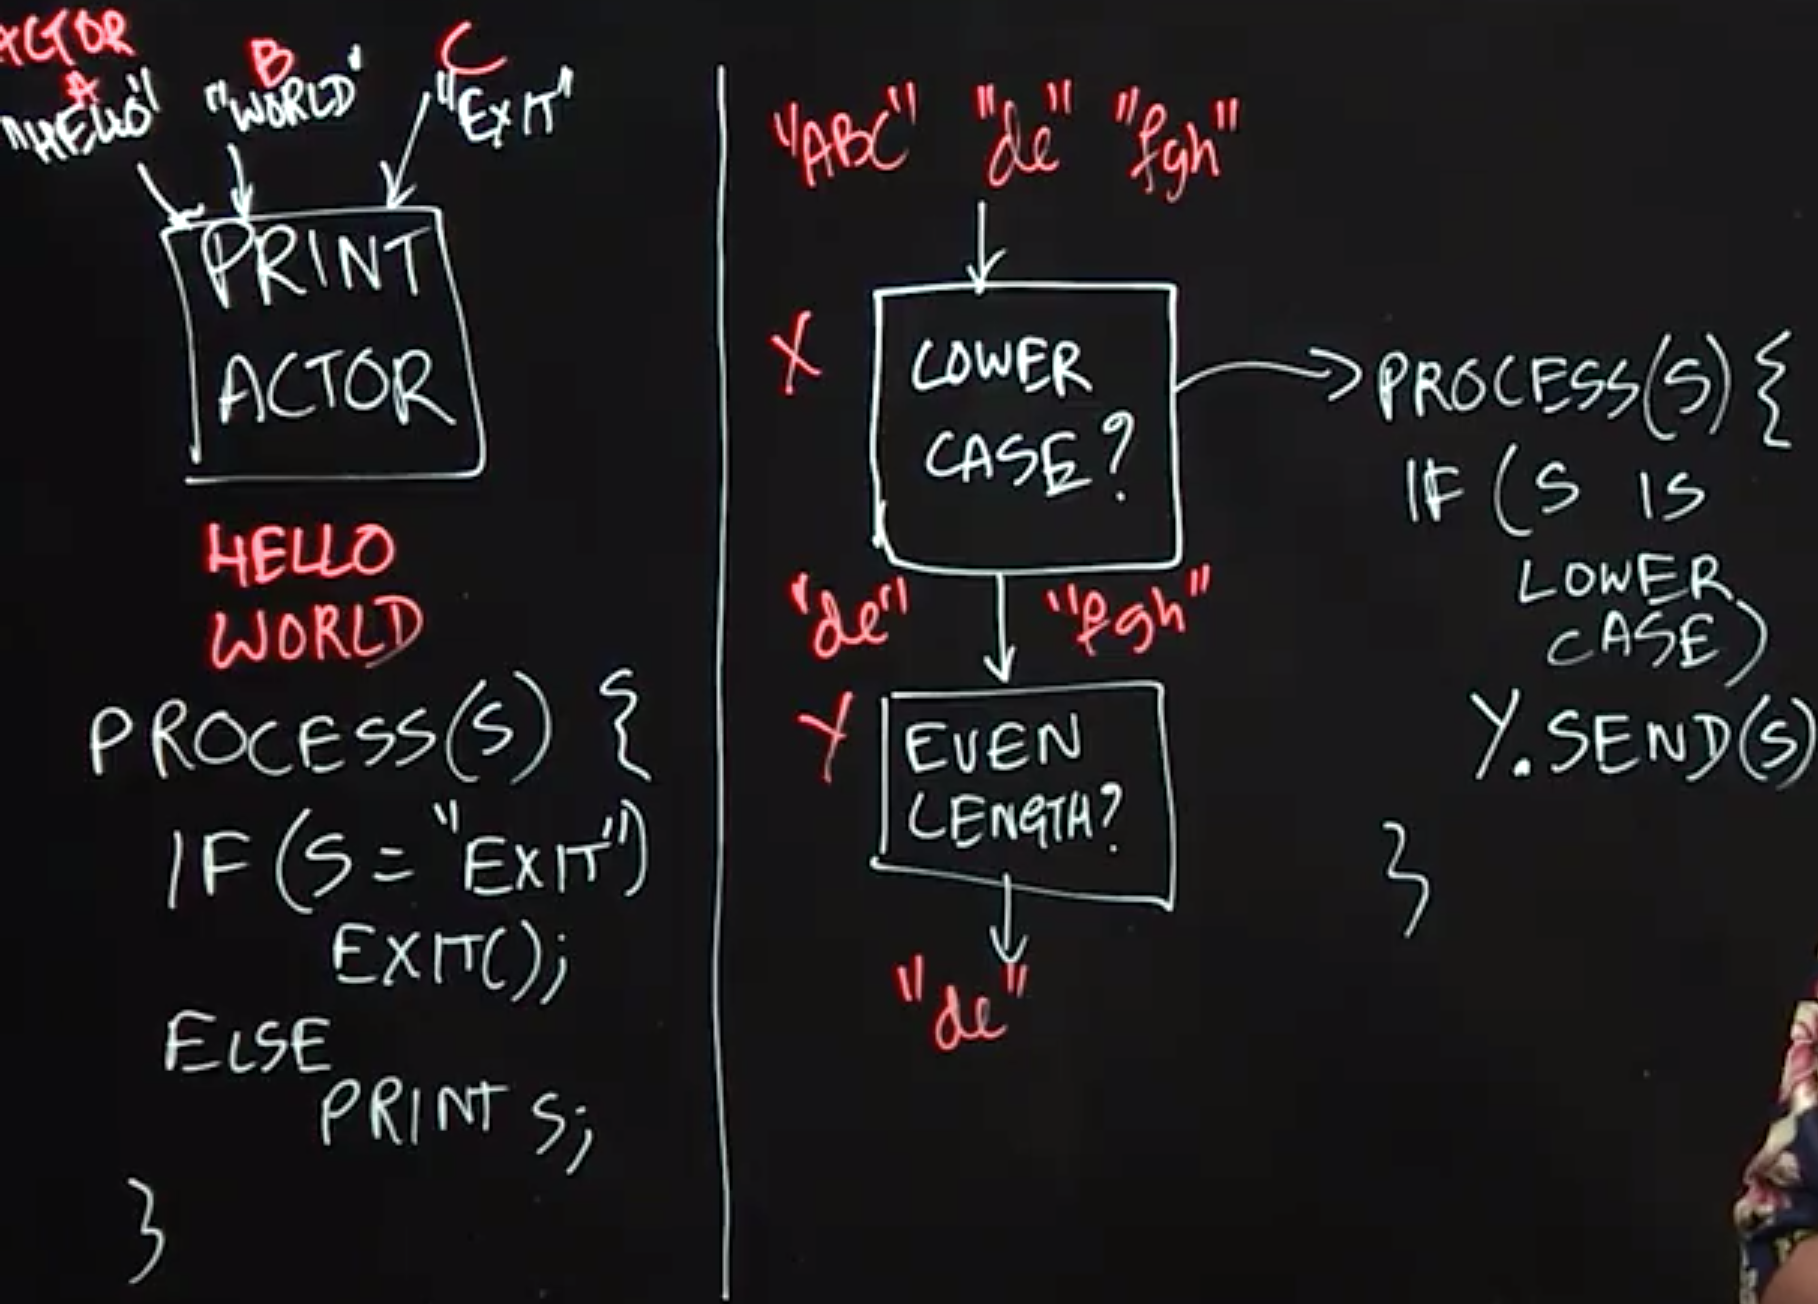 ACTOR
A B C
"HELLO" "WORLD" "EXIT"
PRINT
ACTOR
HELLO
WORLD
PROCESS(S) {
IF (S = "EXIT")
EXIT();
ELSE
PRINT S;
}
"ABC" "de" "fgh"
X
LOWER
CASE?
"de" "fgh"
Y
EVEN
LENGTH?
"de"
PROCESS(S) {
IF (S IS
LOWER
CASE)
Y.SEND(S)
}